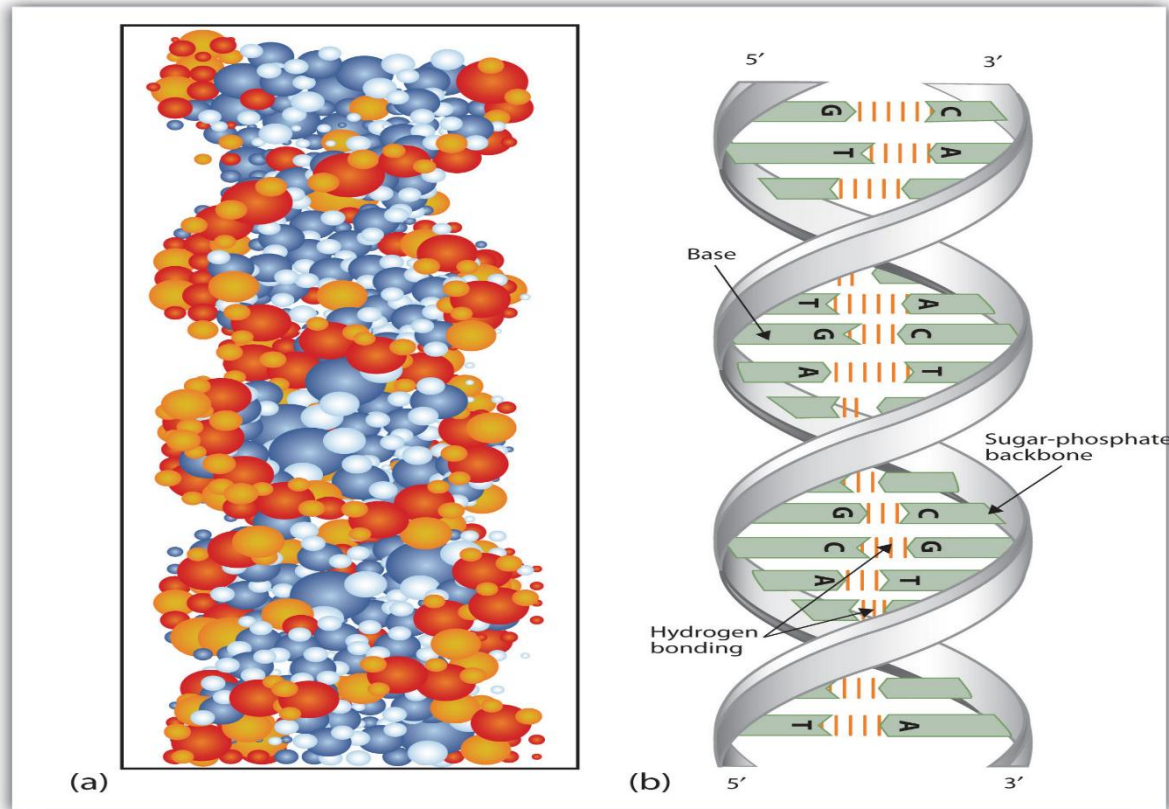 5′ 3′
G C
T A
Base
T A
G C
A T
Sugar-phosphate
backbone
G C
C G
A T
Hydrogen
bonding
T A
(a) (b) 5′ 3′